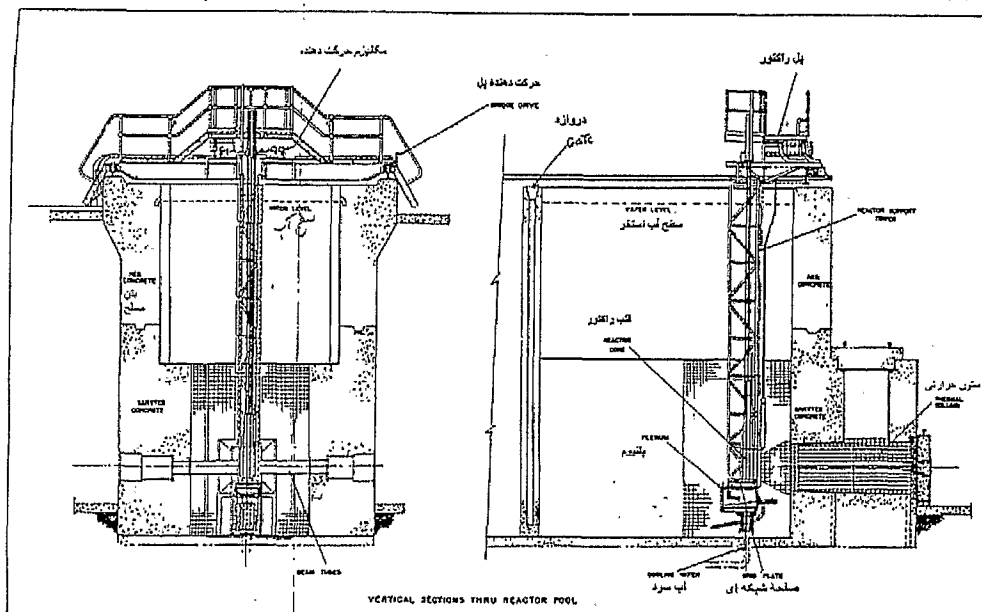 مکانیزم حرکت دهنده
حرکت دهنده پل
BRIDGE DRIVE
WATER LEVEL
سطح آب
REG
CONCRETE
بتن
مسلح
BARYTES
CONCRETE
BEAM TUBES
پل راکتور
دروازه
Gate
WATER LEVEL
سطح آب استخر
REACTOR SUPPORT
TOWER
REG
CONCRETE
قلب راکتور
REACTOR
CORE
BARYTES
CONCRETE
ستون حرارتی
THERMAL
COLUMN
PLENUM
پلنیوم
COOLING WATER
آب سرد
GRID PLATE
صفحه شبکه ای
VERTICAL SECTIONS THRU REACTOR POOL